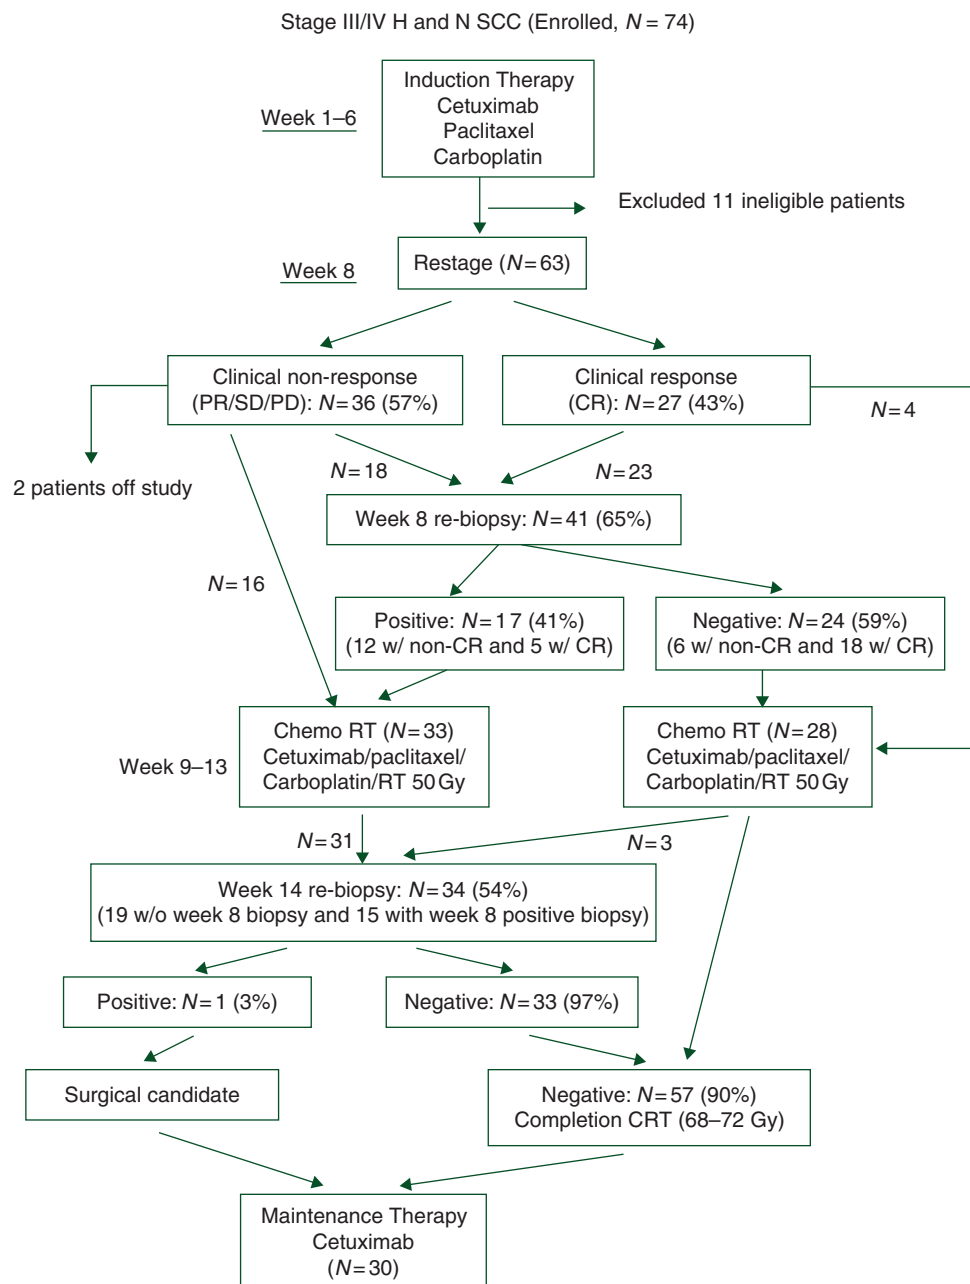 Stage III/IV H and N SCC (Enrolled, N = 74)
Week 1–6
Induction Therapy
Cetuximab
Paclitaxel
Carboplatin
Excluded 11 ineligible patients
Week 8
Restage (N = 63)
Clinical non-response
(PR/SD/PD): N = 36 (57%)
Clinical response
(CR): N = 27 (43%)
N = 4
2 patients off study
N = 18
N = 23
Week 8 re-biopsy: N = 41 (65%)
N = 16
Positive: N = 17 (41%)
(12 w/ non-CR and 5 w/ CR)
Negative: N = 24 (59%)
(6 w/ non-CR and 18 w/ CR)
Week 9–13
Chemo RT (N = 33)
Cetuximab/paclitaxel/
Carboplatin/RT 50 Gy
Chemo RT (N = 28)
Cetuximab/paclitaxel/
Carboplatin/RT 50 Gy
N = 31
N = 3
Week 14 re-biopsy: N = 34 (54%)
(19 w/o week 8 biopsy and 15 with week 8 positive biopsy)
Positive: N = 1 (3%)
Negative: N = 33 (97%)
Surgical candidate
Negative: N = 57 (90%)
Completion CRT (68–72 Gy)
Maintenance Therapy
Cetuximab
(N = 30)